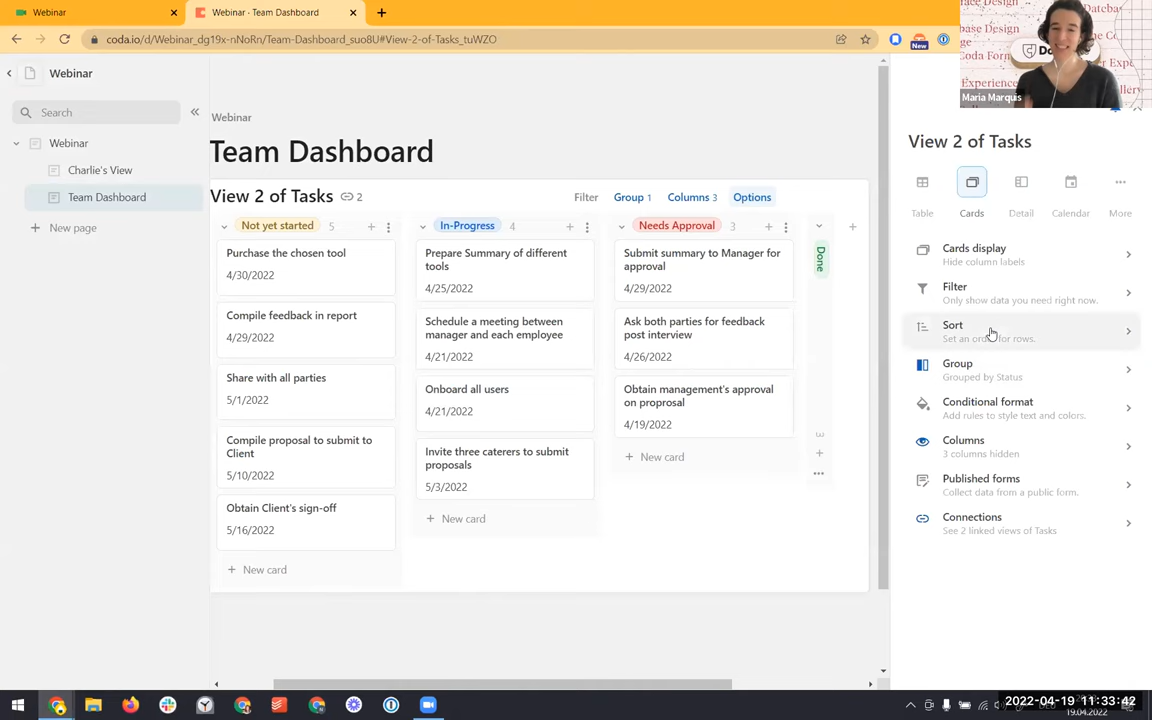 Webinar
Webinar · Team Dashboard
coda.io/d/Webinar_dg19x-nNoRn/Team-Dashboard_suo8U#View-2-of-Tasks_tuWZO
New
Maria Marquis
Webinar
Search
Webinar
Charlie's View
Team Dashboard
New page
Webinar
Team Dashboard
View 2 of Tasks 2
Filter Group 1 Columns 3 Options
Not yet started 5
Purchase the chosen tool
4/30/2022
Compile feedback in report
4/29/2022
Share with all parties
5/1/2022
Compile proposal to submit to
Client
5/10/2022
Obtain Client's sign-off
5/16/2022
New card
In-Progress 4
Prepare Summary of different
tools
4/25/2022
Schedule a meeting between
manager and each employee
4/21/2022
Onboard all users
4/21/2022
Invite three caterers to submit
proposals
5/3/2022
New card
Needs Approval 3
Submit summary to Manager for
approval
4/29/2022
Ask both parties for feedback
post interview
4/26/2022
Obtain management's approval
on proprosal
4/19/2022
New card
Done
3
View 2 of Tasks
Table Cards Detail Calendar More
Cards display
Hide column labels
Filter
Only show data you need right now.
Sort
Set an order for rows.
Group
Grouped by Status
Conditional format
Add rules to style text and colors.
Columns
3 columns hidden
Published forms
Collect data from a public form.
Connections
See 2 linked views of Tasks
2022-04-19 11:33:42
19.04.2022